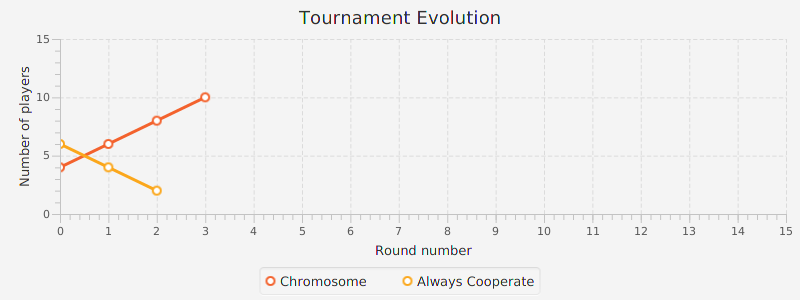 Tournament Evolution
Number of players
15
10
5
0
0 1 2 3 4 5 6 7 8 9 10 11 12 13 14 15
Round number
Chromosome Always Cooperate